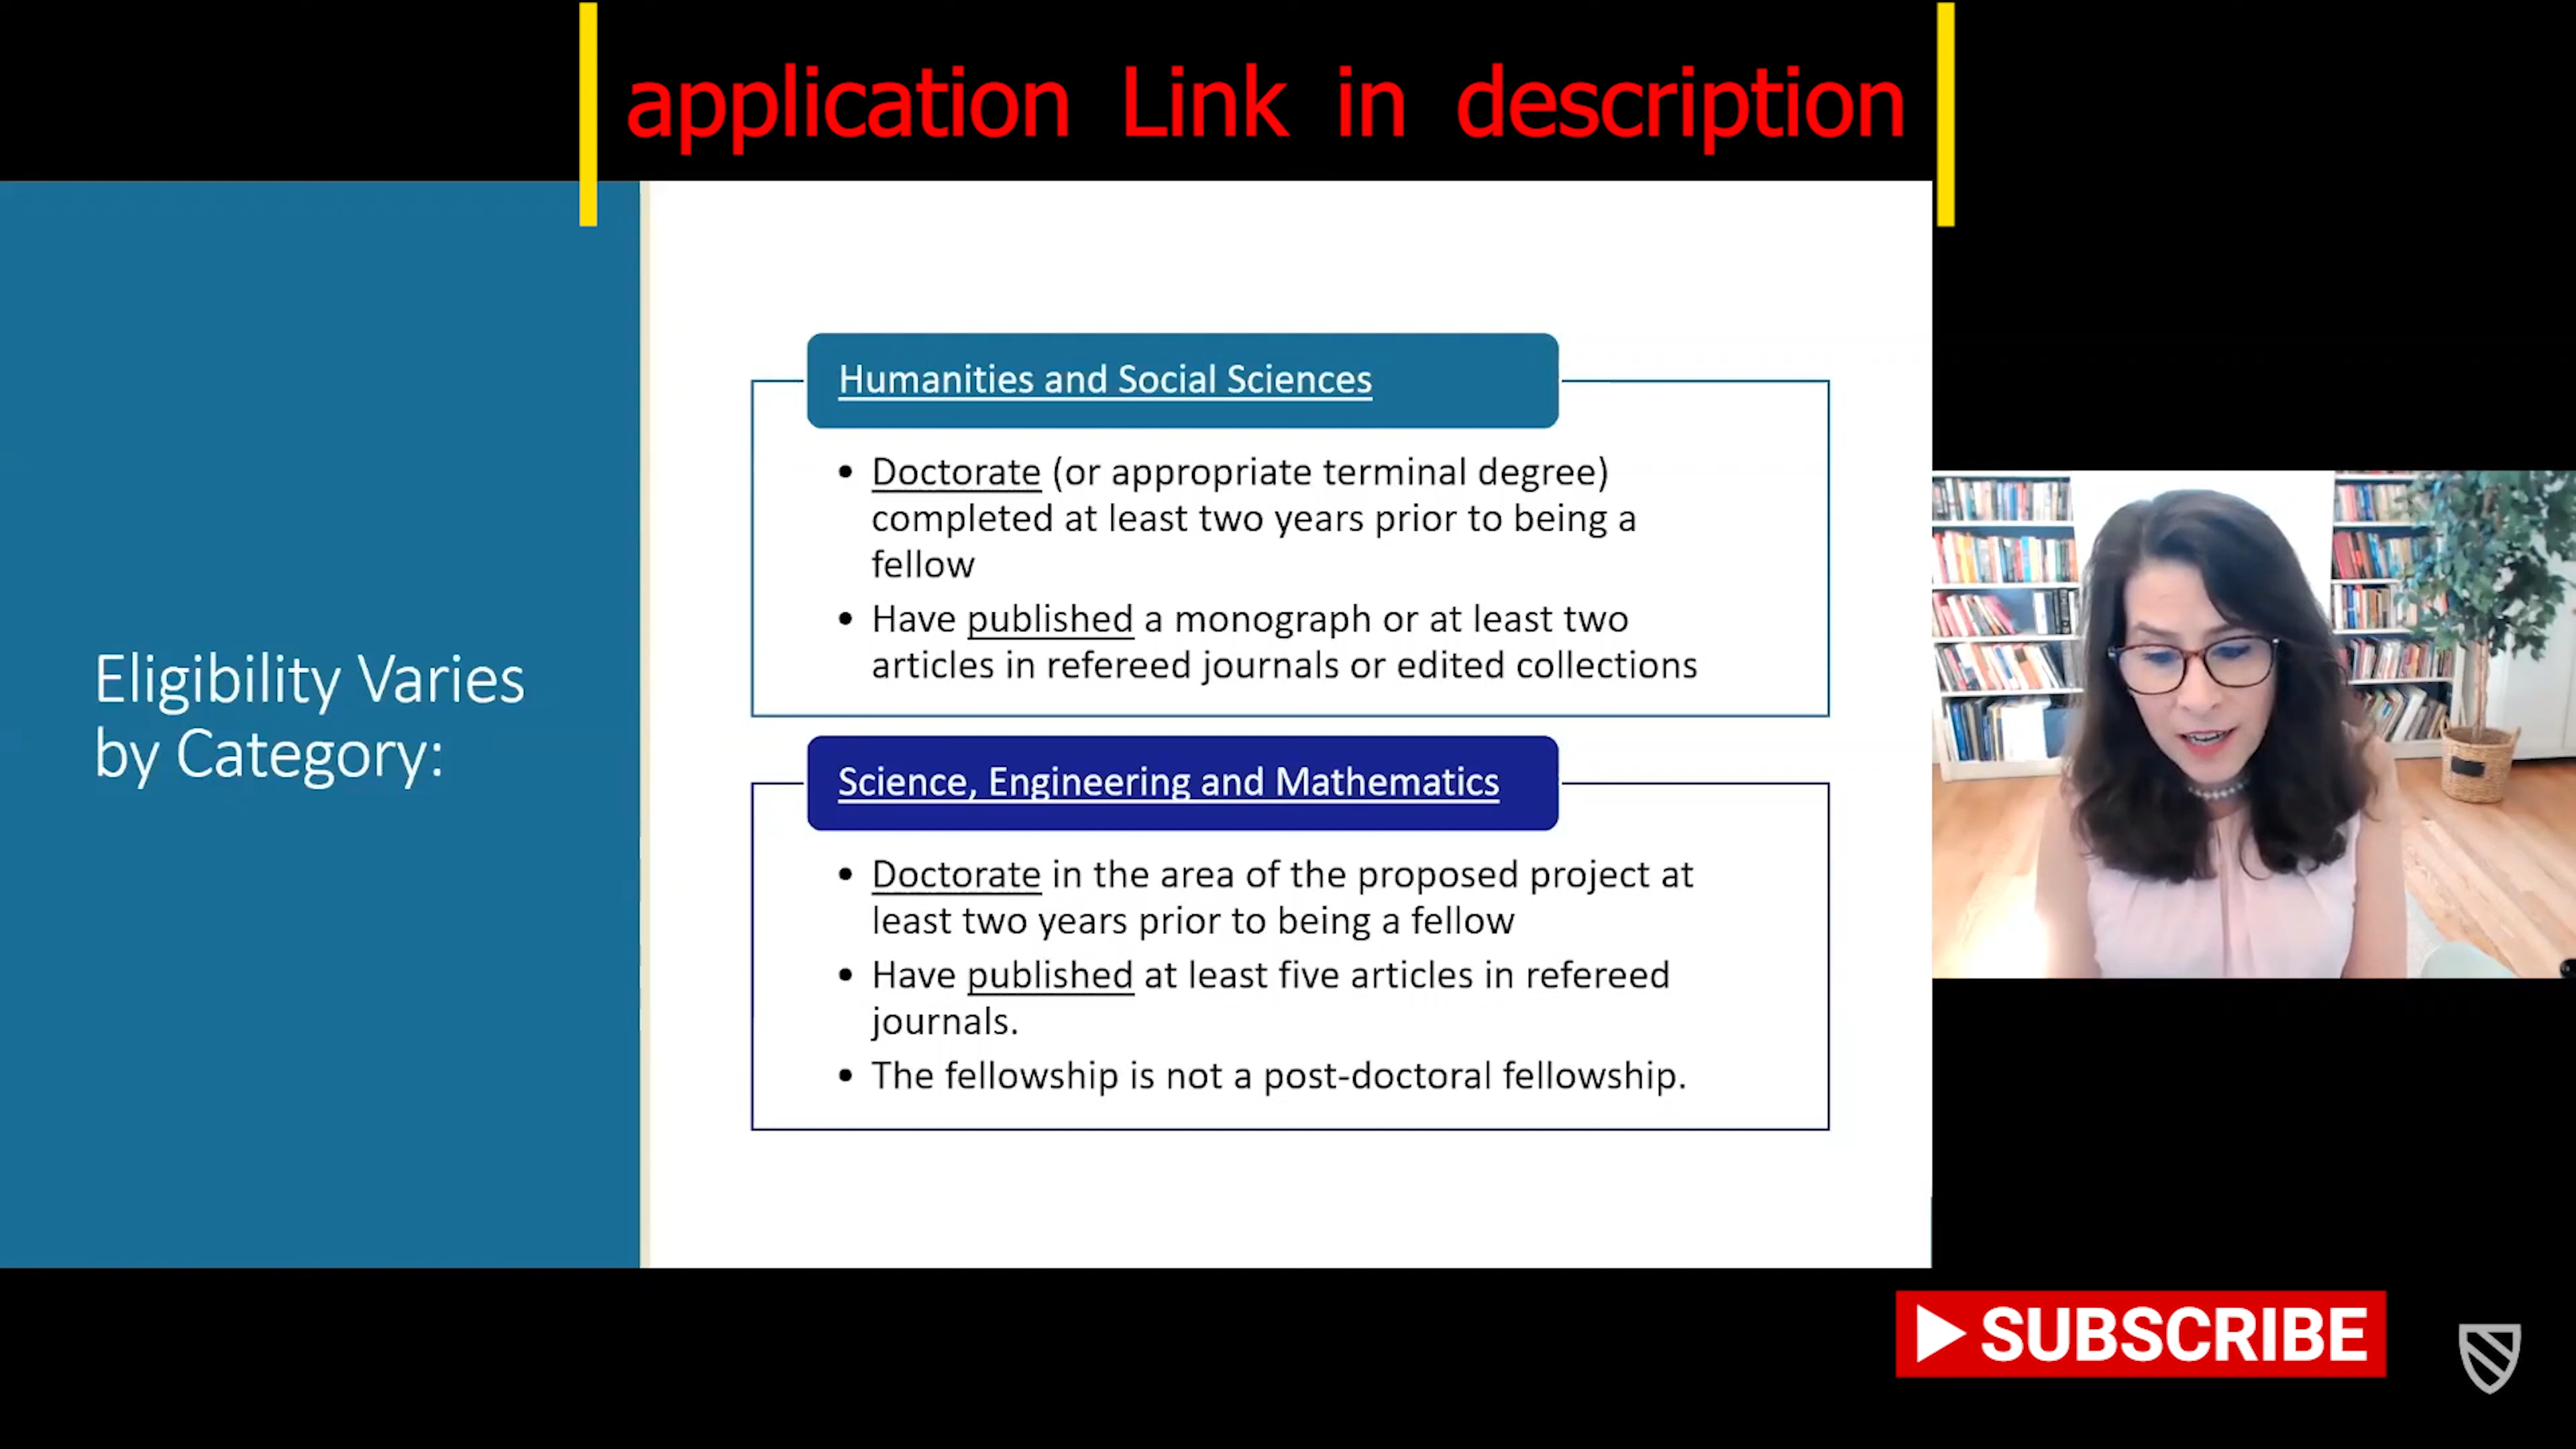 application Link in description
Eligibility Varies
by Category:
Humanities and Social Sciences
• Doctorate (or appropriate terminal degree)
completed at least two years prior to being a
fellow
• Have published a monograph or at least two
articles in refereed journals or edited collections
Science, Engineering and Mathematics
• Doctorate in the area of the proposed project at
least two years prior to being a fellow
• Have published at least five articles in refereed
journals.
• The fellowship is not a post-doctoral fellowship.
SUBSCRIBE